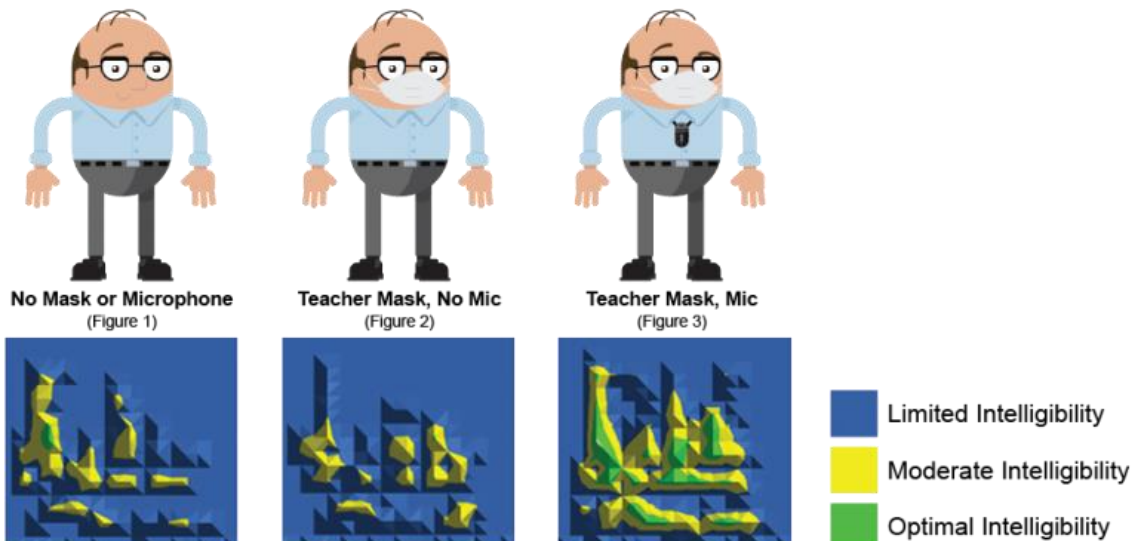 No Mask or Microphone
(Figure 1)
Teacher Mask, No Mic
(Figure 2)
Teacher Mask, Mic
(Figure 3)
Limited Intelligibility
Moderate Intelligibility
Optimal Intelligibility